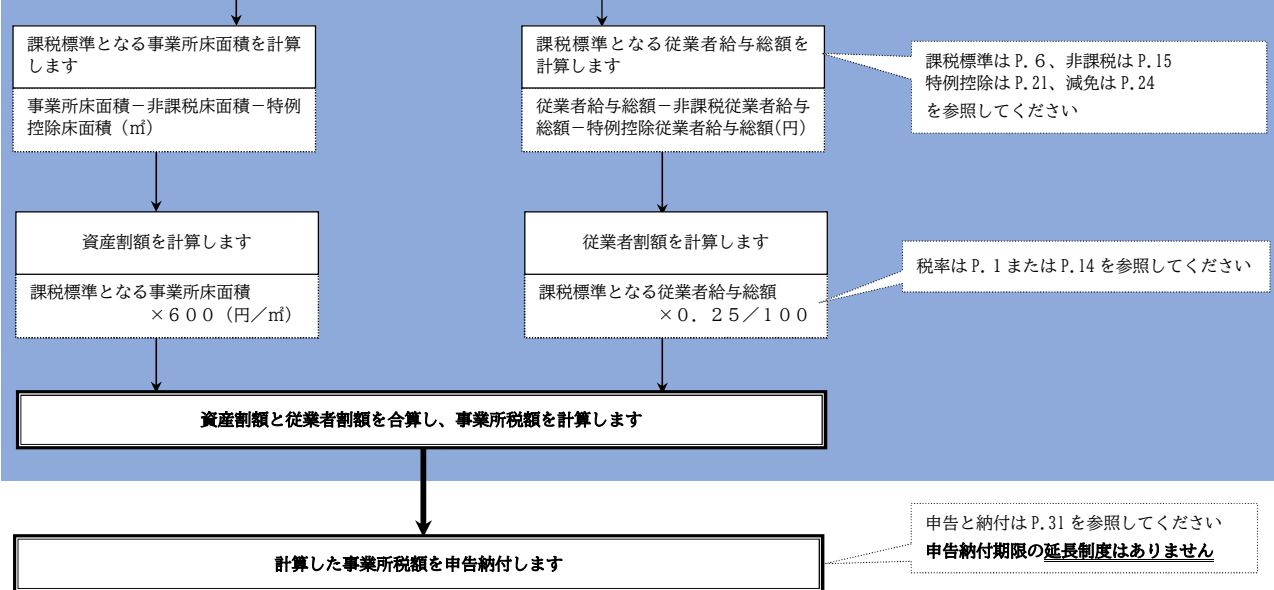 課税標準となる事業所床面積を計算
します
事業所床面積－非課税床面積－特例
控除床面積（㎡）
課税標準となる従業者給与総額を
計算します
従業者給与総額－非課税従業者給与
総額－特例控除従業者給与総額(円)
課税標準は P.６、非課税は P.15
特例控除は P.21、減免は P.24
を参照してください
資産割額を計算します
課税標準となる事業所床面積
×６００（円／㎡）
従業者割額を計算します
課税標準となる従業者給与総額
×０．２５／１００
税率は P.１または P.14 を参照してください
資産割額と従業者割額を合算し、事業所税額を計算します
計算した事業所税額を申告納付します
申告と納付は P.31 を参照してください
申告納付期限の延長制度はありません